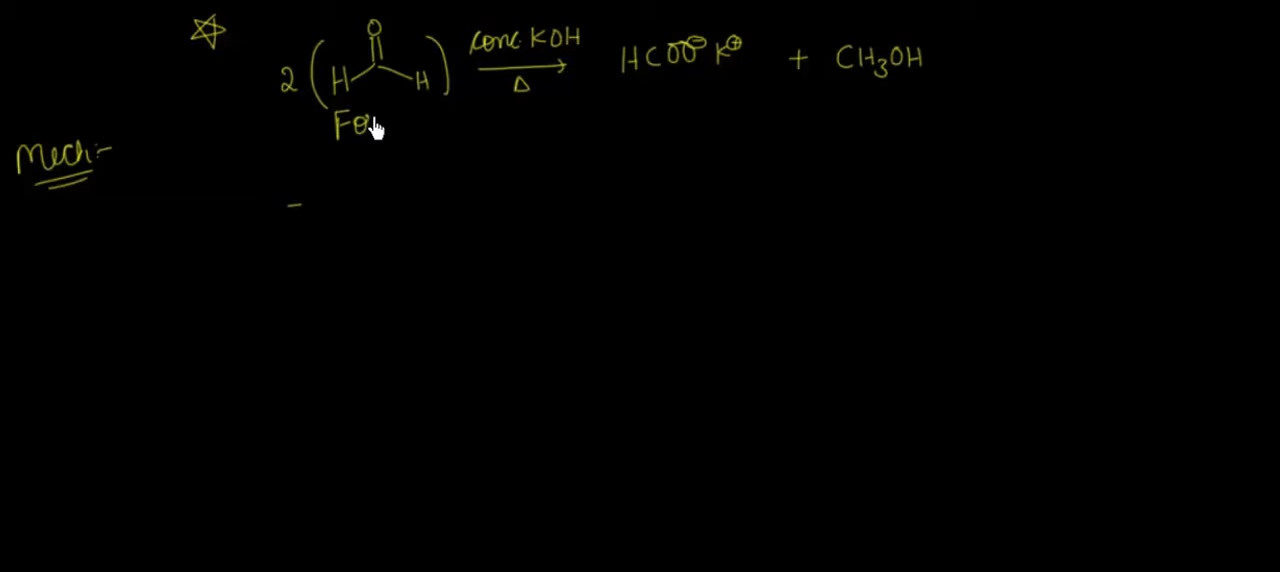 O
2 ( H H ) conc. KOH Δ → HCOO⊖ K⊕ + CH₃OH
Fo
Mech:-